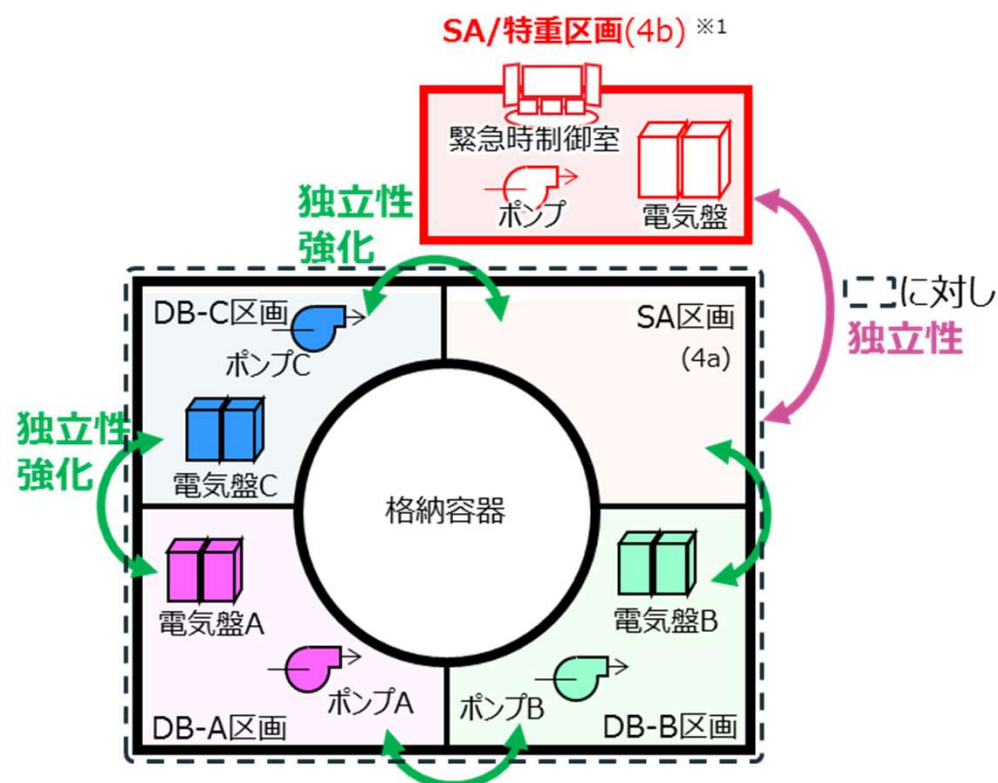 SA/特重区画(4b) ※1
緊急時制御室
ポンプ
電気盤
独立性
強化
に対し
独立性
DB-C区画
ポンプC
電気盤C
SA区画
(4a)
独立性
強化
格納容器
電気盤A
ポンプA
DB-A区画
電気盤B
ポンプB
DB-B区画